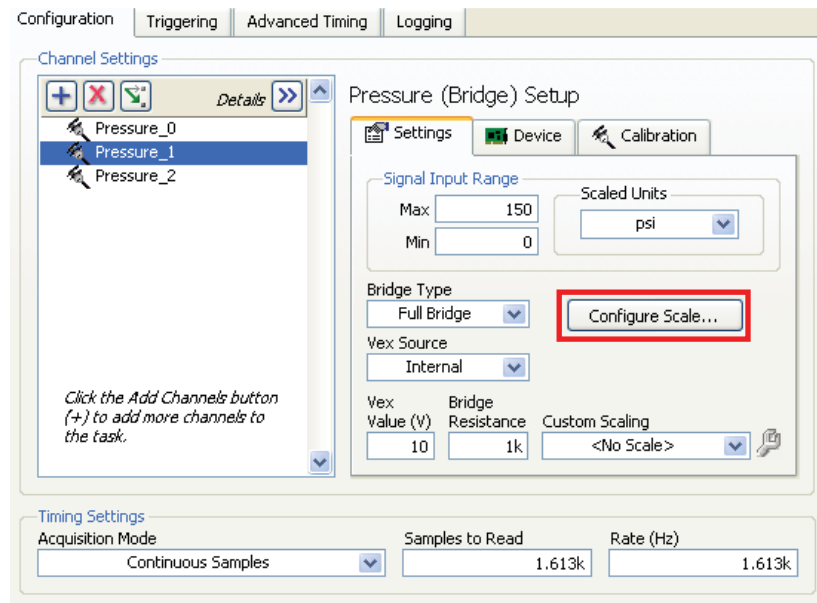 Configuration
Triggering
Advanced Timing
Logging
Channel Settings
Details
Pressure_0
Pressure_1
Pressure_2
Click the Add Channels button
(+) to add more channels to
the task.
Pressure (Bridge) Setup
Settings
Device
Calibration
Signal Input Range
Max 150
Min 0
Scaled Units
psi
Bridge Type
Full Bridge
Configure Scale...
Vex Source
Internal
Vex
Value (V)
10
Bridge
Resistance
1k
Custom Scaling
<No Scale>
Timing Settings
Acquisition Mode
Continuous Samples
Samples to Read
1.613k
Rate (Hz)
1.613k